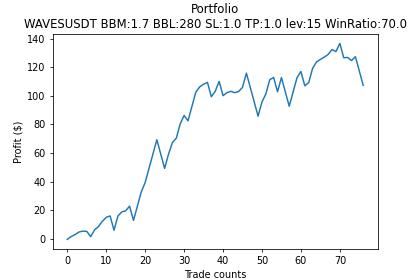 Portfolio
WAVESUSDT BBM:1.7 BBL:280 SL:1.0 TP:1.0 lev:15 WinRatio:70.0
140
120
100
80
60
40
20
0
Profit ($)
0 10 20 30 40 50 60 70
Trade counts